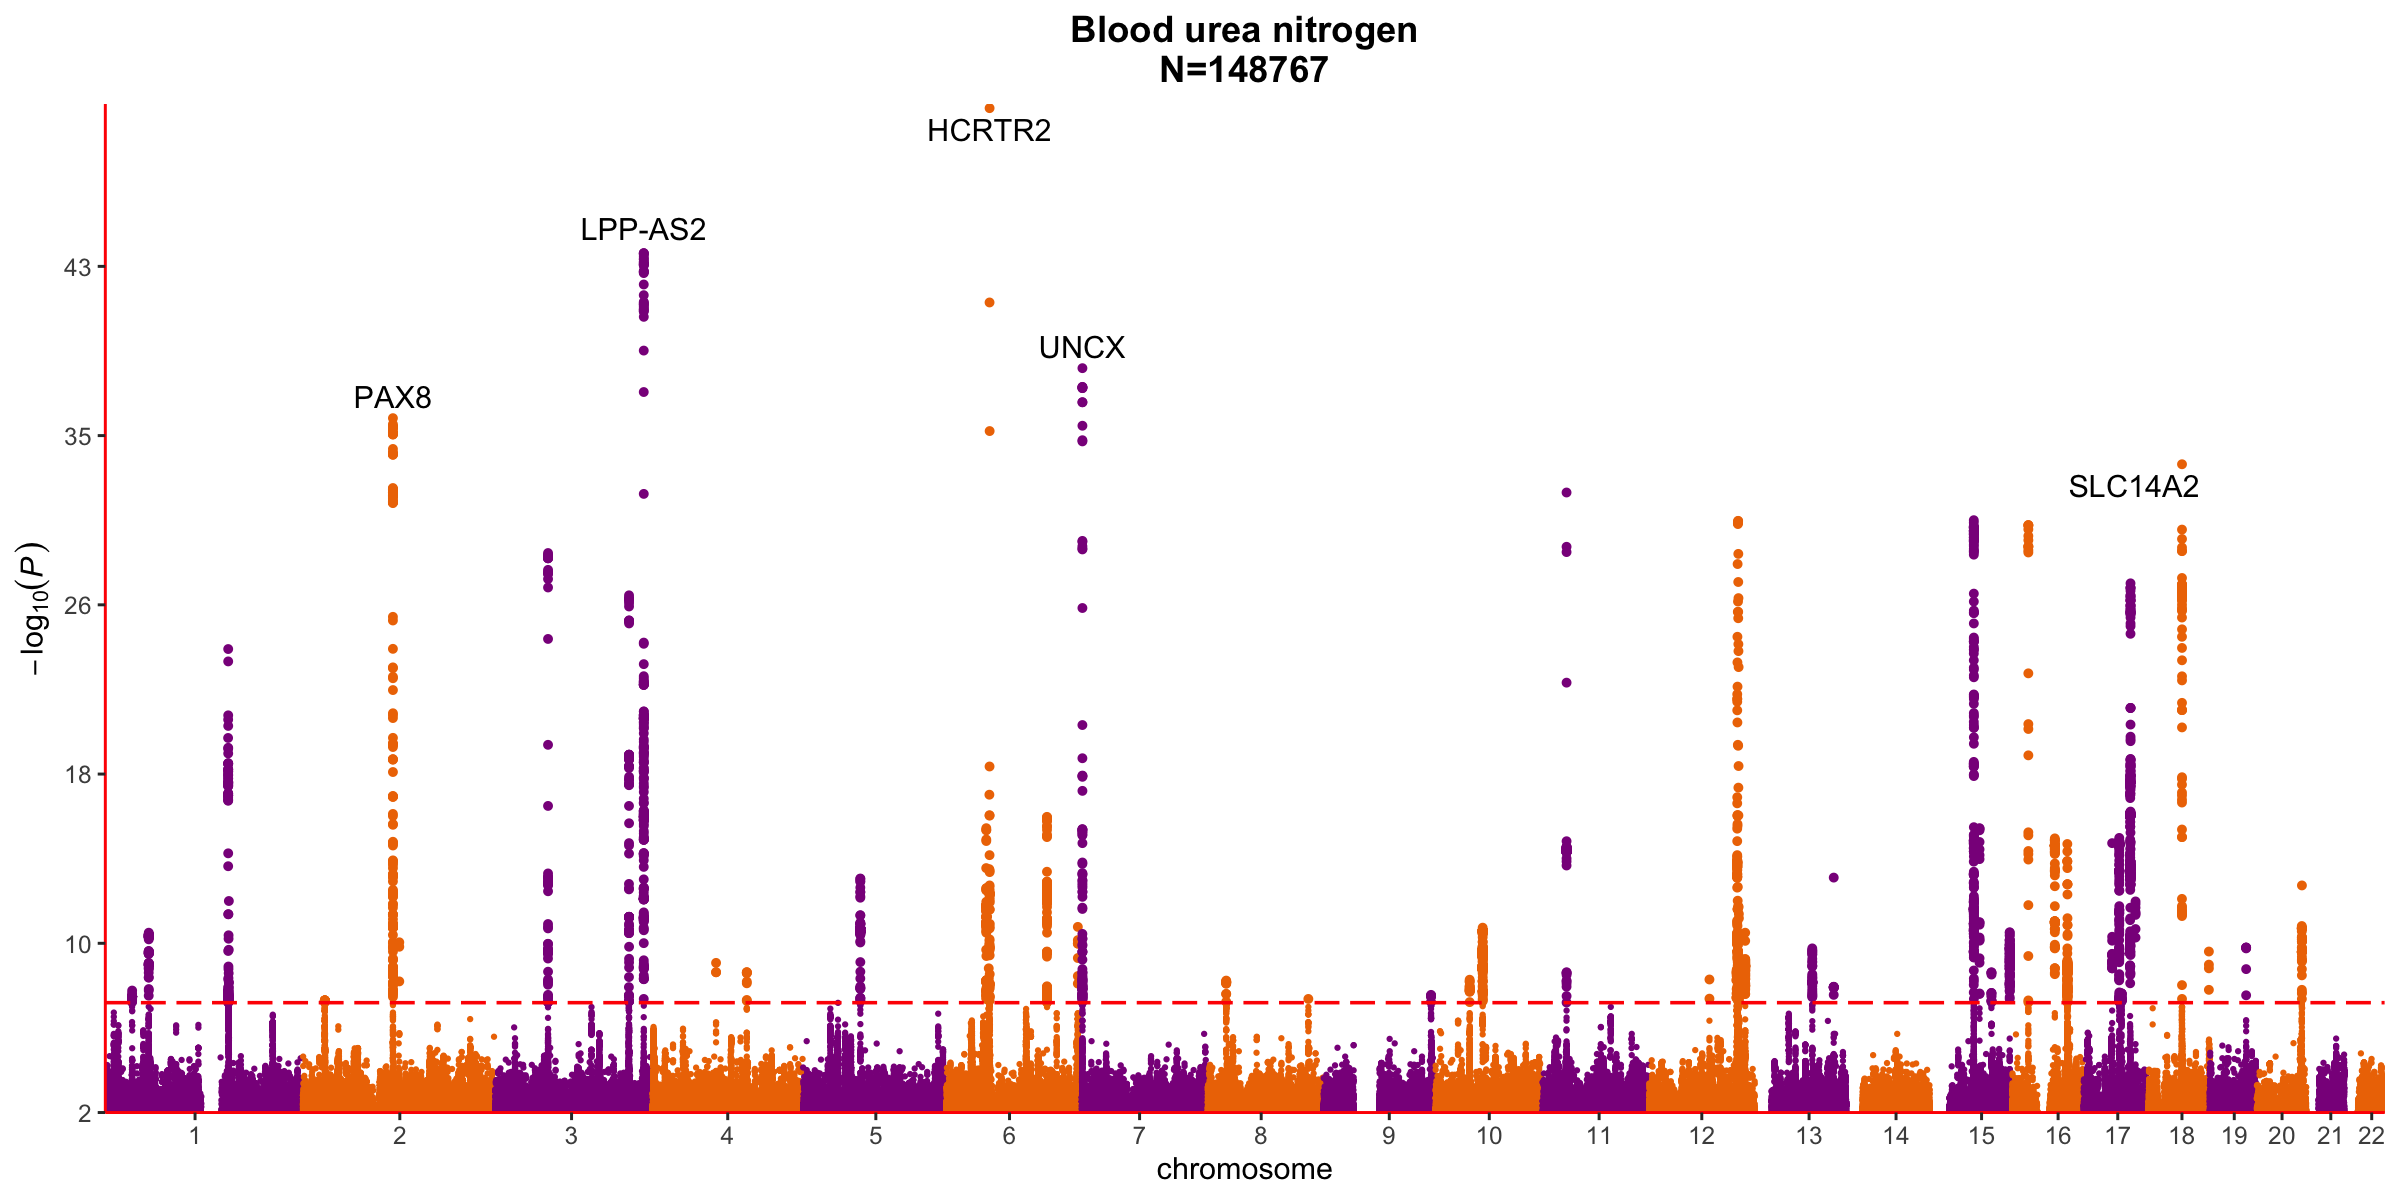 Blood urea nitrogen
N=148767
HCRTR2
LPP-AS2
UNCX
PAX8
SLC14A2
43
35
26
18
10
2
−log10(P)
1 2 3 4 5 6 7 8 9 10 11 12 13 14 15 16 17 18 19 20 21 22
chromosome